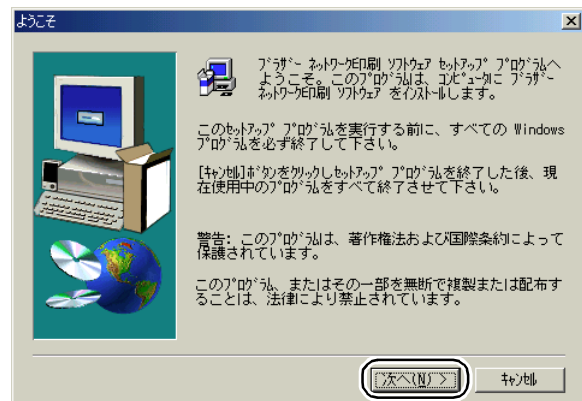 ようこそ
ﾌﾞﾗｻﾞｰ ﾈｯﾄﾜｰｸ印刷 ｿﾌﾄｳｪｱ ｾｯﾄｱｯﾌﾟ ﾌﾟﾛｸﾞﾗﾑへ
ようこそ。このﾌﾟﾛｸﾞﾗﾑは、ｺﾝﾋﾟｭｰﾀに ﾌﾞﾗｻﾞｰ
ﾈｯﾄﾜｰｸ印刷 ｿﾌﾄｳｪｱ をｲﾝｽﾄｰﾙします。
このｾｯﾄｱｯﾌﾟ ﾌﾟﾛｸﾞﾗﾑを実行する前に、すべての Windows
ﾌﾟﾛｸﾞﾗﾑを必ず終了して下さい。
[ｷｬﾝｾﾙ]ﾎﾞﾀﾝをｸﾘｯｸしｾｯﾄｱｯﾌﾟ ﾌﾟﾛｸﾞﾗﾑを終了した後、現
在使用中のﾌﾟﾛｸﾞﾗﾑをすべて終了させて下さい。
警告: このﾌﾟﾛｸﾞﾗﾑは、著作権法および国際条約によって
保護されています。
このﾌﾟﾛｸﾞﾗﾑ、またはその一部を無断で複製または配布す
ることは、法律により禁止されています。
次へ(N) >
ｷｬﾝｾﾙ